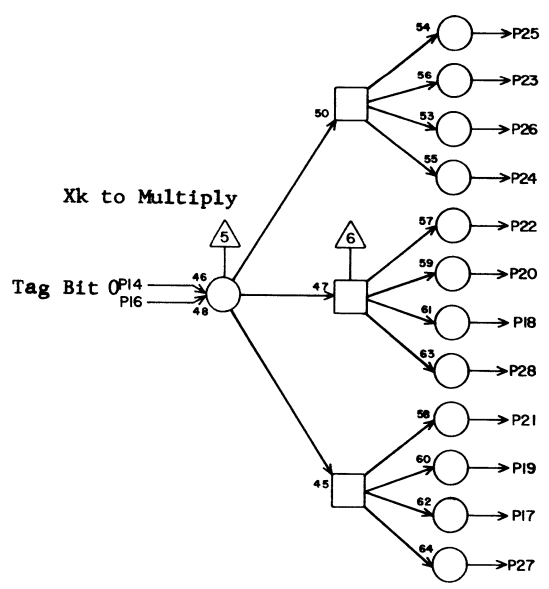 54
P25
56
P23
50
53
P26
55
P24
Xk to Multiply
5
6
57
P22
Tag Bit 0
P14
46
47
59
P20
P16
48
61
P18
63
P28
58
P21
45
60
P19
62
P17
64
P27